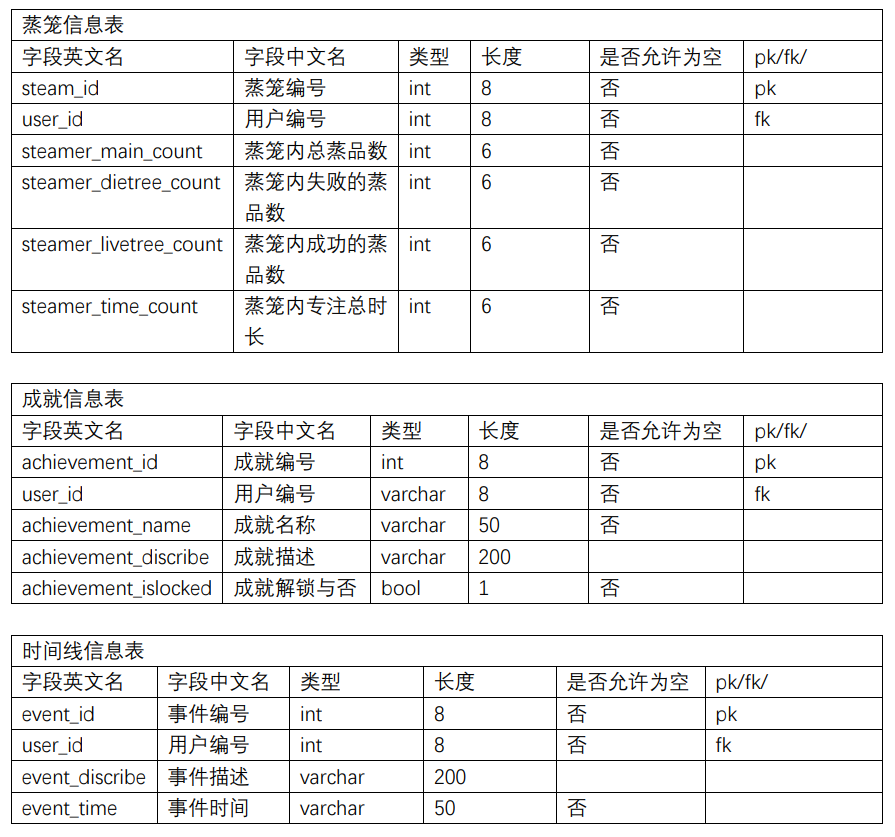 蒸笼信息表
字段英文名 字段中文名 类型 长度 是否允许为空 pk/fk/
steam_id 蒸笼编号 int 8 否 pk
user_id 用户编号 int 8 否 fk
steamer_main_count 蒸笼内总蒸品数 int 6 否
steamer_dietree_count 蒸笼内失败的蒸 int 6 否
品数
steamer_livetree_count 蒸笼内成功的蒸 int 6 否
品数
steamer_time_count 蒸笼内专注总时 int 6 否
长
成就信息表
字段英文名 字段中文名 类型 长度 是否允许为空 pk/fk/
achievement_id 成就编号 int 8 否 pk
user_id 用户编号 varchar 8 否 fk
achievement_name 成就名称 varchar 50 否
achievement_discribe 成就描述 varchar 200
achievement_islocked 成就解锁与否 bool 1 否
时间线信息表
字段英文名 字段中文名 类型 长度 是否允许为空 pk/fk/
event_id 事件编号 int 8 否 pk
user_id 用户编号 int 8 否 fk
event_discribe 事件描述 varchar 200
event_time 事件时间 varchar 50 否